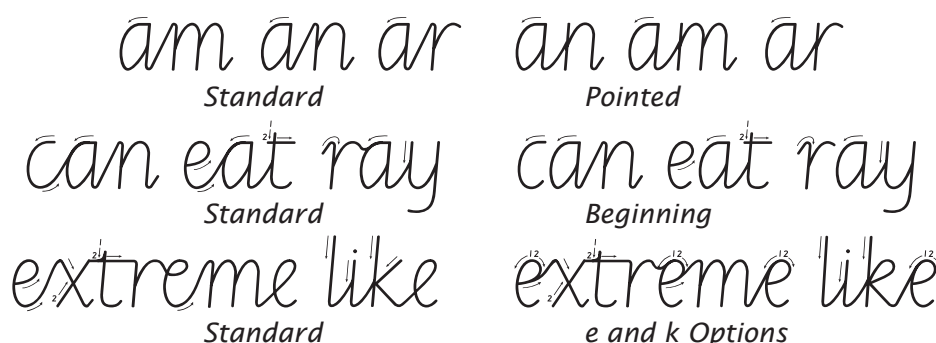 am an ar an am ar
Standard Pointed
can eat ray can eat ray
Standard Beginning
extreme like extreme like
Standard e and k Options